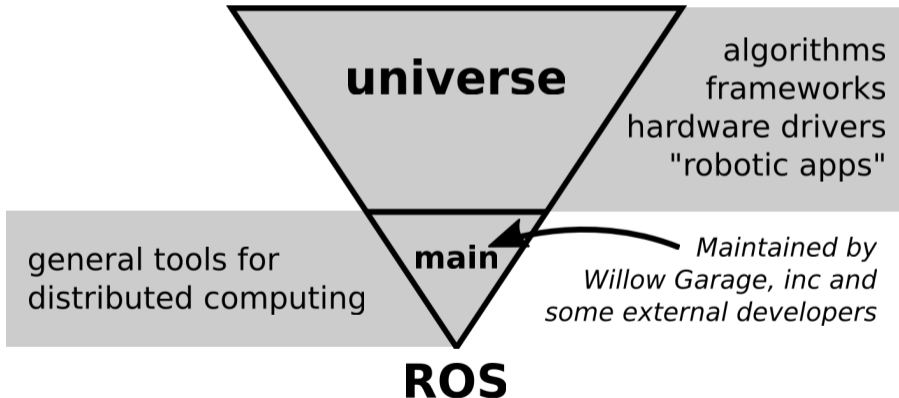 universe
algorithms
frameworks
hardware drivers
"robotic apps"
general tools for
distributed computing
main
Maintained by
Willow Garage, inc and
some external developers
ROS